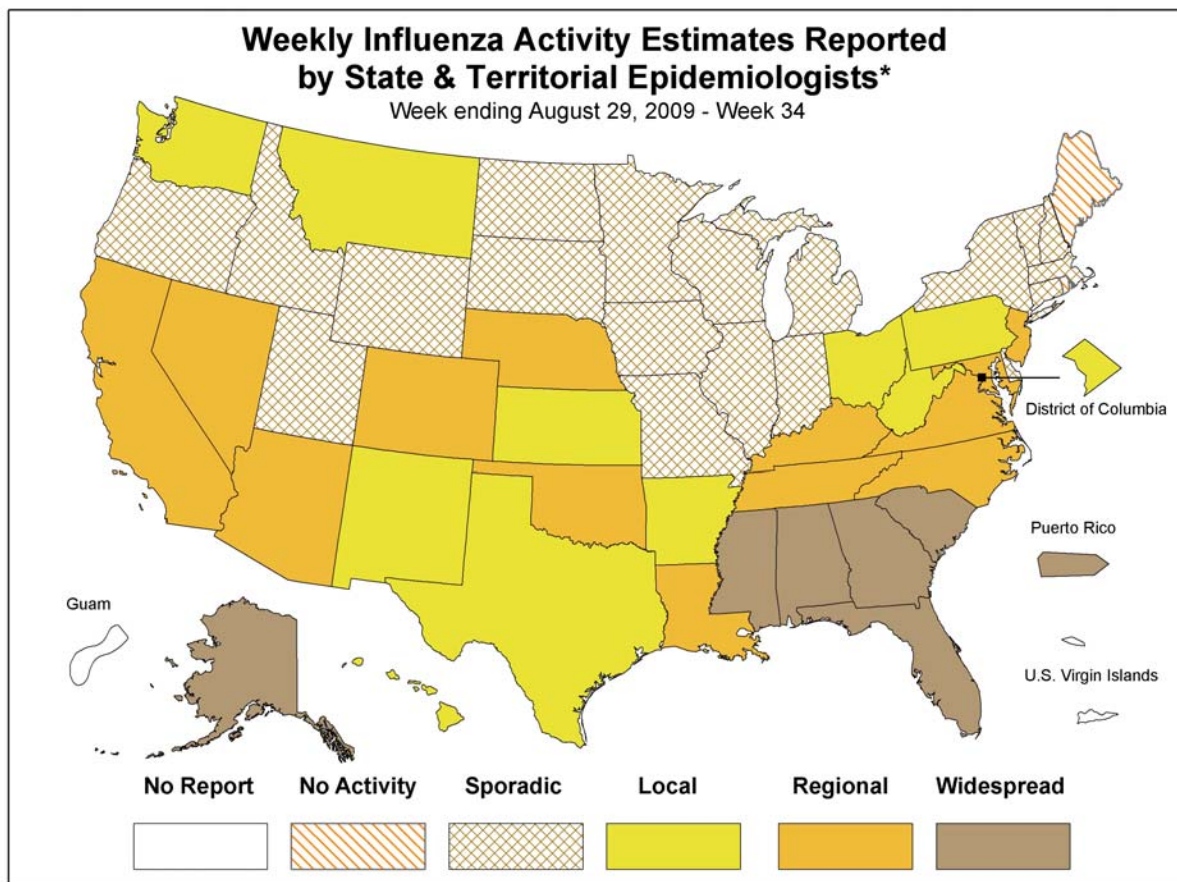 Weekly Influenza Activity Estimates Reported
by State & Territorial Epidemiologists*
Week ending August 29, 2009 - Week 34
District of Columbia
Puerto Rico
Guam
U.S. Virgin Islands
No Report No Activity Sporadic Local Regional Widespread